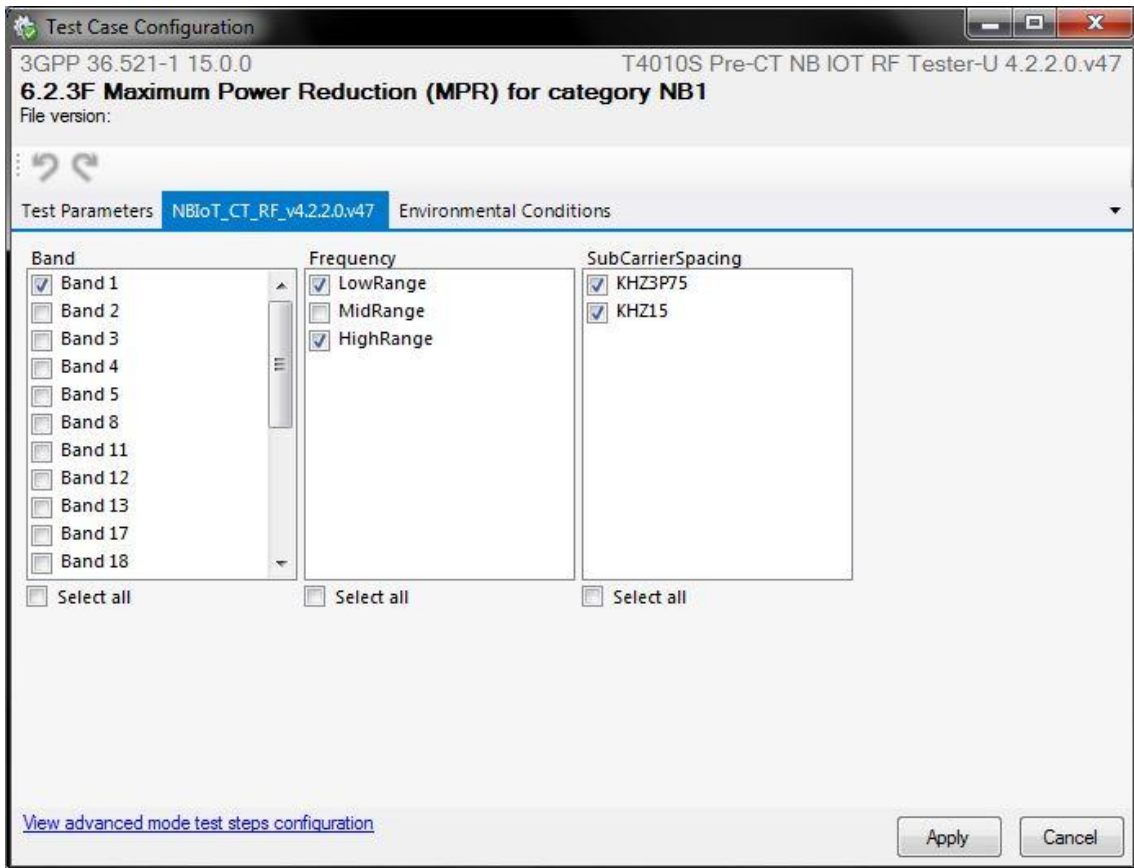 Test Case Configuration
3GPP 36.521-1 15.0.0
T4010S Pre-CT NB IOT RF Tester-U 4.2.2.0.v47
6.2.3F Maximum Power Reduction (MPR) for category NB1
File version:
Test Parameters NBIoT_CT_RF_v4.2.2.0.v47 Environmental Conditions
Band
Band 1
Band 2
Band 3
Band 4
Band 5
Band 8
Band 11
Band 12
Band 13
Band 17
Band 18
Select all
Frequency
LowRange
MidRange
HighRange
Select all
SubCarrierSpacing
KHZ3P75
KHZ15
Select all
View advanced mode test steps configuration
Apply Cancel